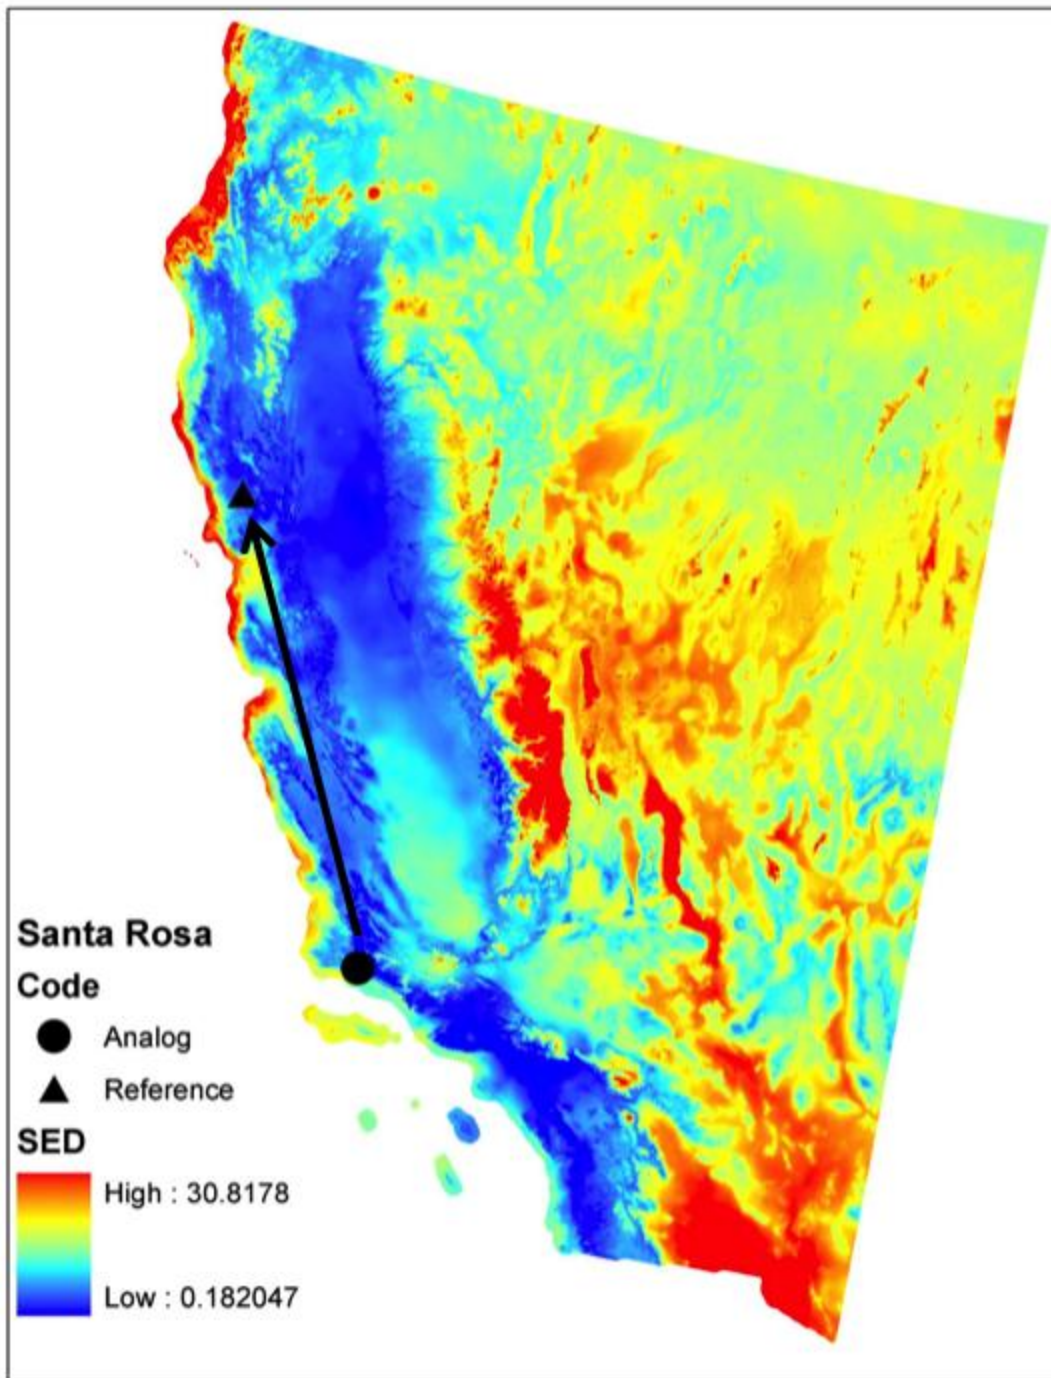 Santa Rosa
Code
Analog
Reference
SED
High : 30.8178
Low : 0.182047